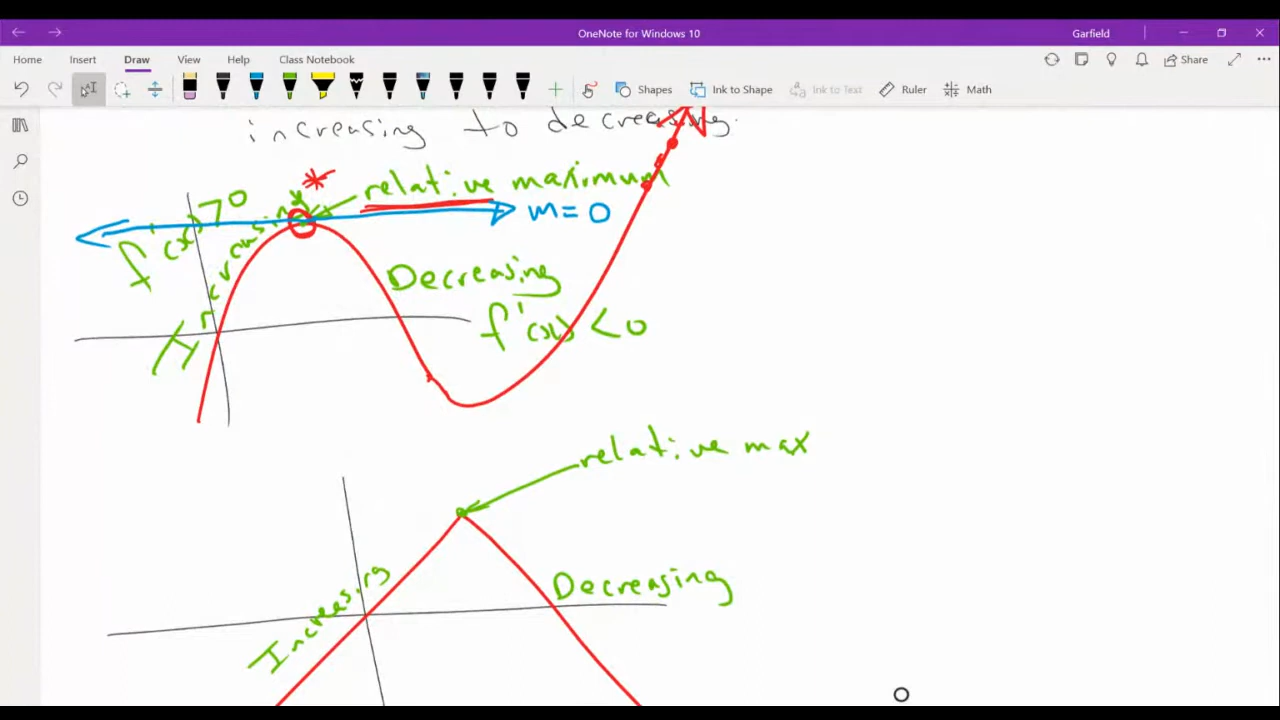 OneNote for Windows 10
Garfield
Home Insert Draw View Help Class Notebook Share
Shapes Ink to Shape Ink to Text Ruler Math
increasing to decreasing.
relative maximum
m = 0
f'(x) > 0
Increasing
Decreasing
f'(x) < 0
relative max
Increasing
Decreasing